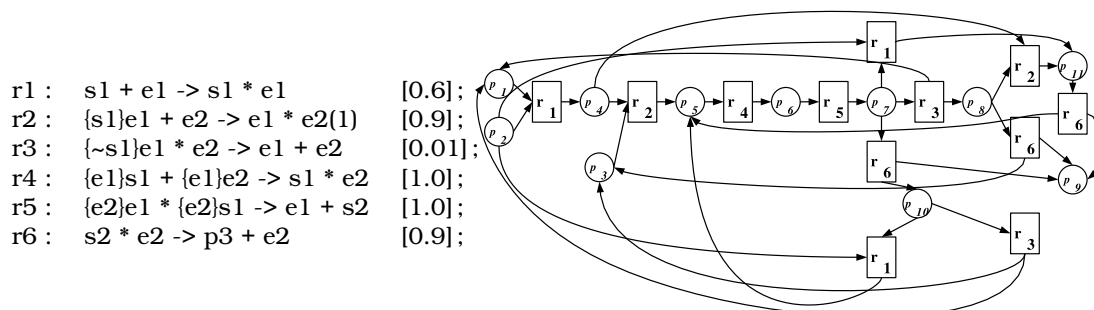 r1 : s1 + e1 -> s1 * e1 [0.6];
r2 : {s1}e1 + e2 -> e1 * e2(1) [0.9];
r3 : {~s1}e1 * e2 -> e1 + e2 [0.01];
r4 : {e1}s1 + {e1}e2 -> s1 * e2 [1.0];
r5 : {e2}e1 * {e2}s1 -> e1 + s2 [1.0];
r6 : s2 * e2 -> p3 + e2 [0.9];
r1
r2
p11
p1
r1
p4
r2
p5
r4
p6
r5
p7
r3
p8
r6
p2
r6
p3
r6
p9
p10
r3
r1